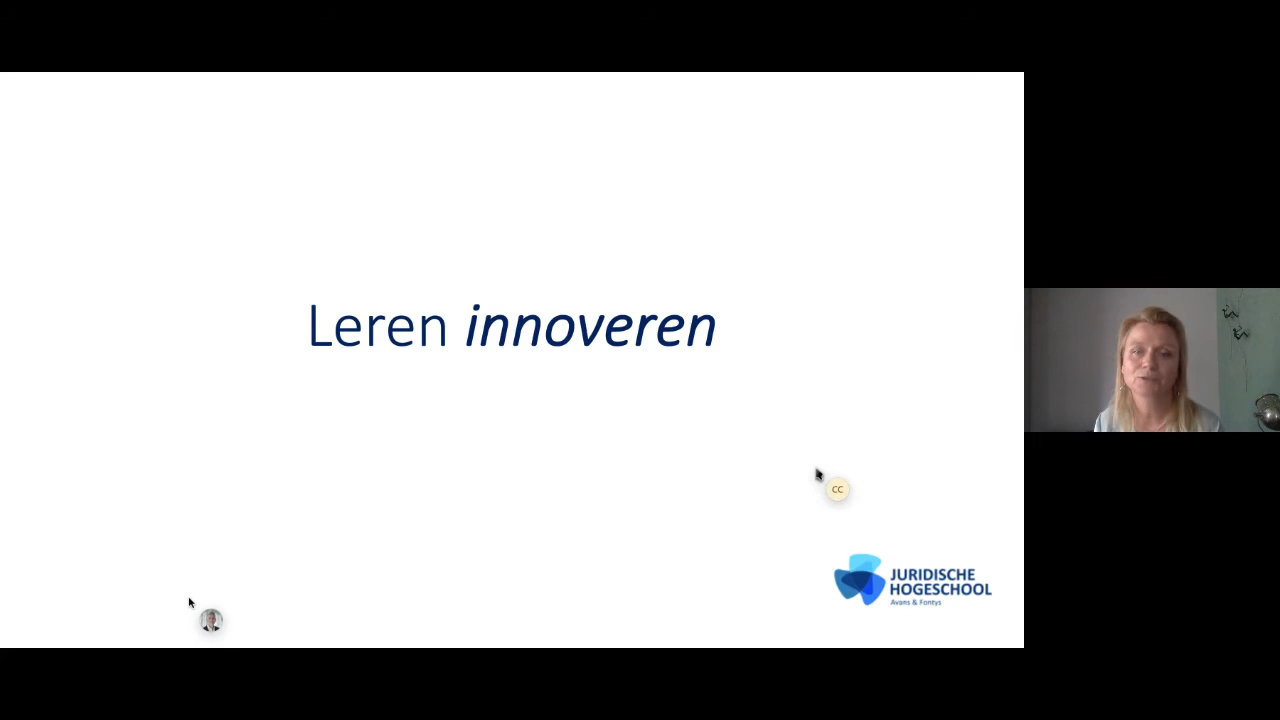 Leren innoveren
CC
JURIDISCHE
HOGESCHOOL
Avans & Fontys